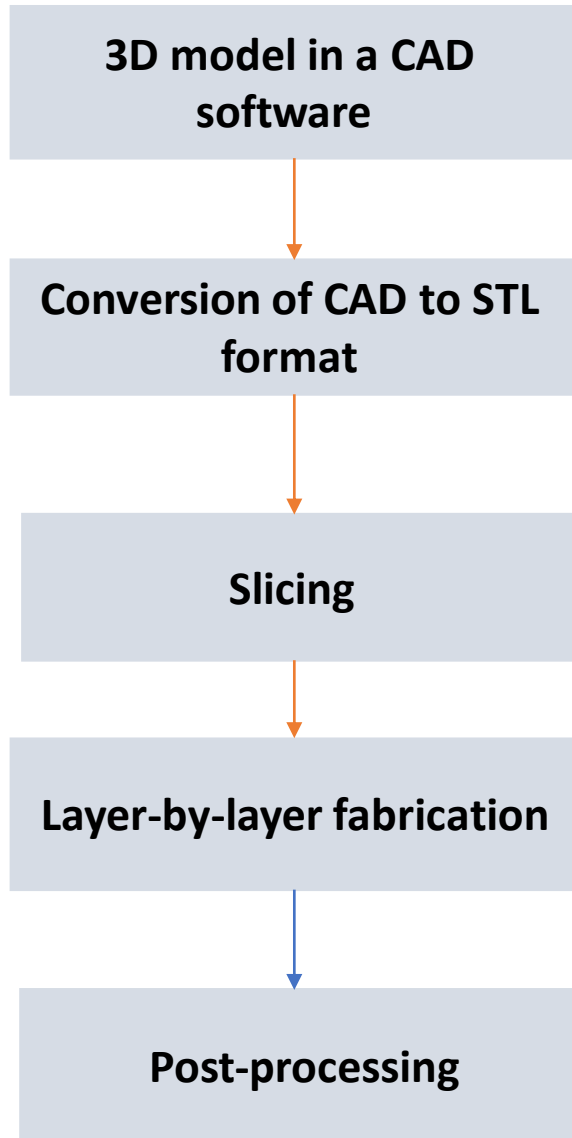 3D model in a CAD
software
Conversion of CAD to STL
format
Slicing
Layer-by-layer fabrication
Post-processing